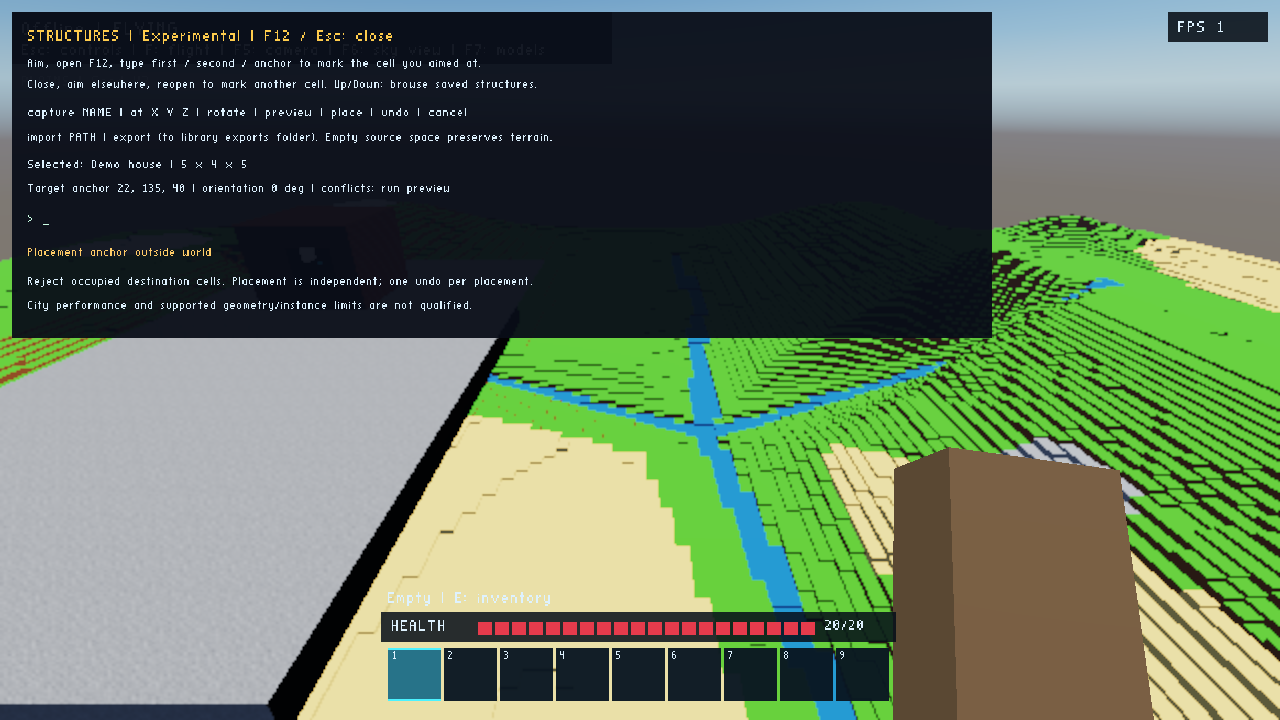 STRUCTURES | Experimental | F12 / Esc: close
FPS 1
Aim, open F12, type first / second / anchor to mark the cell you aimed at.
Close, aim elsewhere, reopen to mark another cell. Up/Down: browse saved structures.
capture NAME | at X Y Z | rotate | preview | place | undo | cancel
import PATH | export (to library exports folder). Empty source space preserves terrain.
Selected: Demo house | 5 x 4 x 5
Target anchor 22, 135, 40 | orientation 0 deg | conflicts: run preview
> _
Placement anchor outside world
Reject occupied destination cells. Placement is independent; one undo per placement.
City performance and supported geometry/instance limits are not qualified.
Empty | E: inventory
HEALTH 20/20
1 2 3 4 5 6 7 8 9